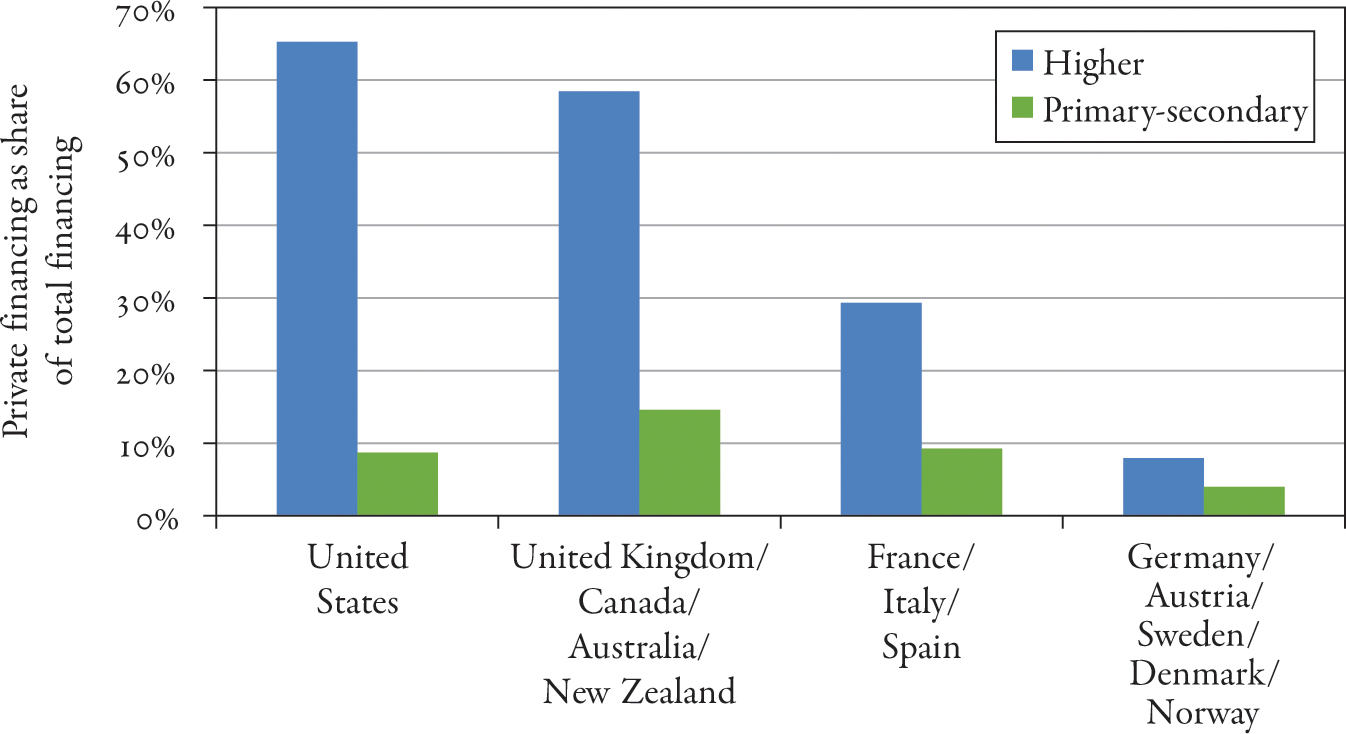 Private financing as share
of total financing
70%
60%
50%
40%
30%
20%
10%
0%
Higher
Primary-secondary
United
States
United Kingdom/
Canada/
Australia/
New Zealand
France/
Italy/
Spain
Germany/
Austria/
Sweden/
Denmark/
Norway